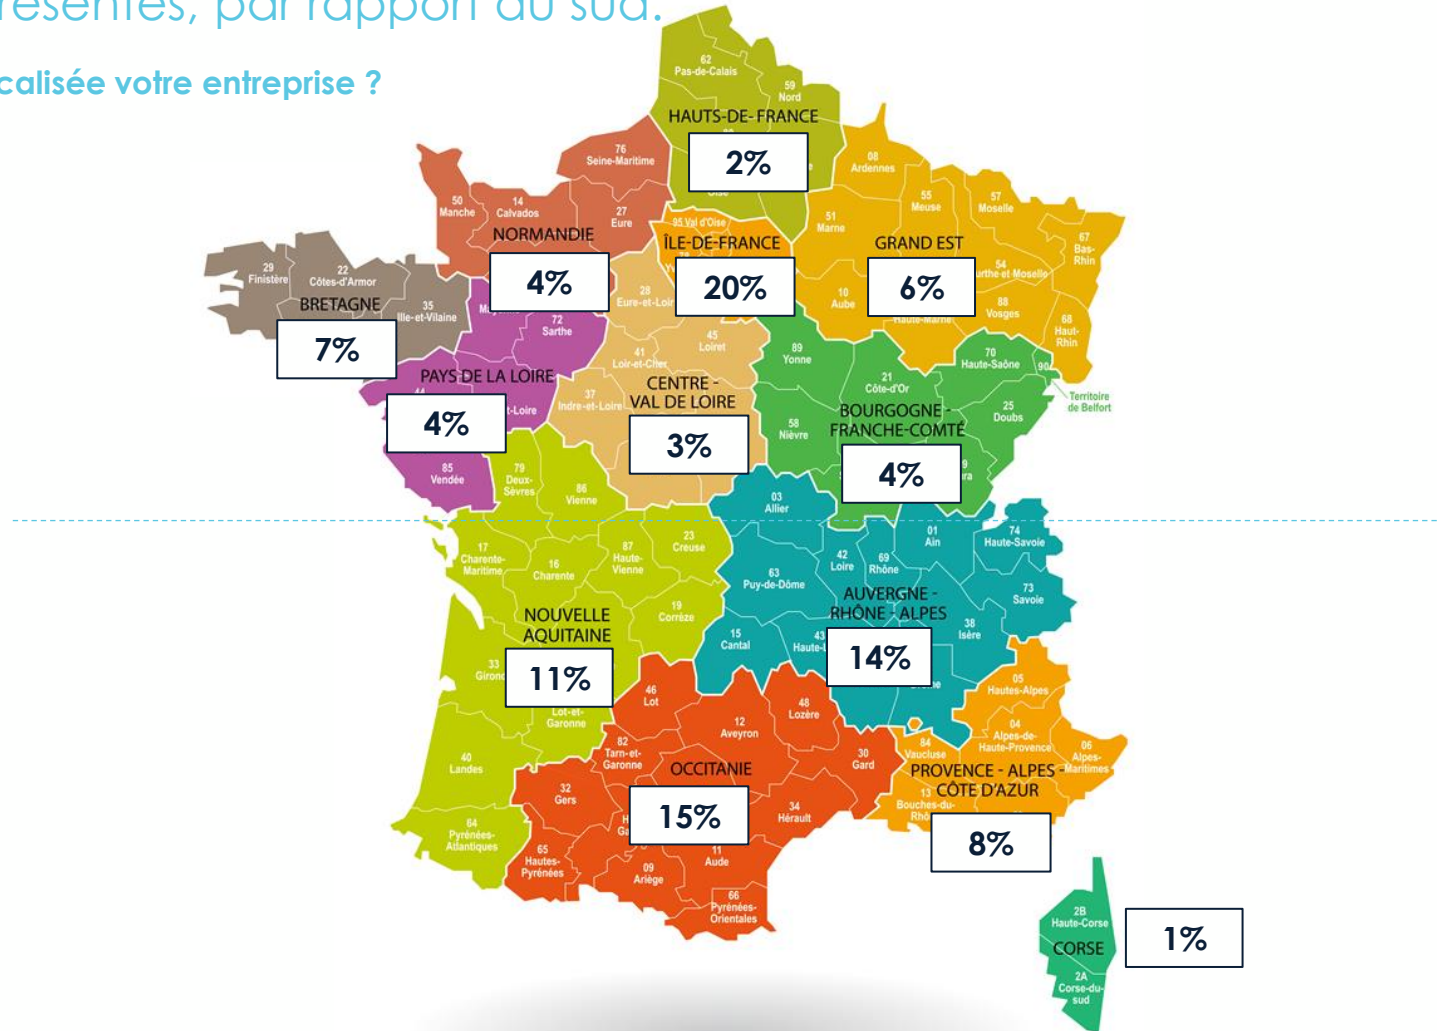 par rapport au sud.
votre entreprise ?
62
Pas-de-Calais
59
Nord
HAUTS-DE-FRANCE
2%
76
Seine-Maritime
08
Ardennes
50
Manche
14
Calvados
27
Eure
NORMANDIE
4%
95 Val d'Oise
ÎLE-DE-FRANCE
20%
51
Marne
55
Meuse
57
Moselle
67
Bas-
Rhin
GRAND EST
6%
54
10
Aube
Haute-Marne
88
Vosges
68
Haut-
Rhin
29
Finistère
22
Côtes-d'Armor
35
Ille-et-Vilaine
BRETAGNE
7%
72
Sarthe
PAYS DE LA LOIRE
4%
85
Vendée
28
Eure-et-Loir
45
Loiret
41
Loir-et-Cher
37
Indre-et-Loire
CENTRE -
VAL DE LOIRE
3%
89
Yonne
21
Côte-d'Or
70
Haute-Saône
90
Territoire
de Belfort
25
Doubs
58
Nièvre
BOURGOGNE -
FRANCHE-COMTÉ
4%
79
Deux-
Sèvres
86
Vienne
17
Charente-
Maritime
16
Charente
87
Haute-
Vienne
23
Creuse
19
Corrèze
NOUVELLE
AQUITAINE
11%
33
Lot-et-
Garonne
40
Landes
64
Pyrénées-
Atlantiques
03
Allier
63
Puy-de-Dôme
42
Loire
69
Rhône
01
Ain
74
Haute-Savoie
73
Savoie
38
Isère
15
Cantal
43
AUVERGNE -
RHÔNE - ALPES
14%
46
Lot
12
Aveyron
48
Lozère
30
Gard
82
Tarn-et-
Garonne
32
Gers
OCCITANIE
15%
34
Hérault
65
Hautes-
Pyrénées
09
Ariège
11
Aude
66
Pyrénées-
Orientales
05
Hautes-Alpes
04
Alpes-de-
Haute-Provence
06
Alpes-
Maritimes
84
Vaucluse
13
Bouches-du-
PROVENCE - ALPES -
CÔTE D'AZUR
8%
2B
Haute-Corse
CORSE
2A
Corse-du-
sud
1%